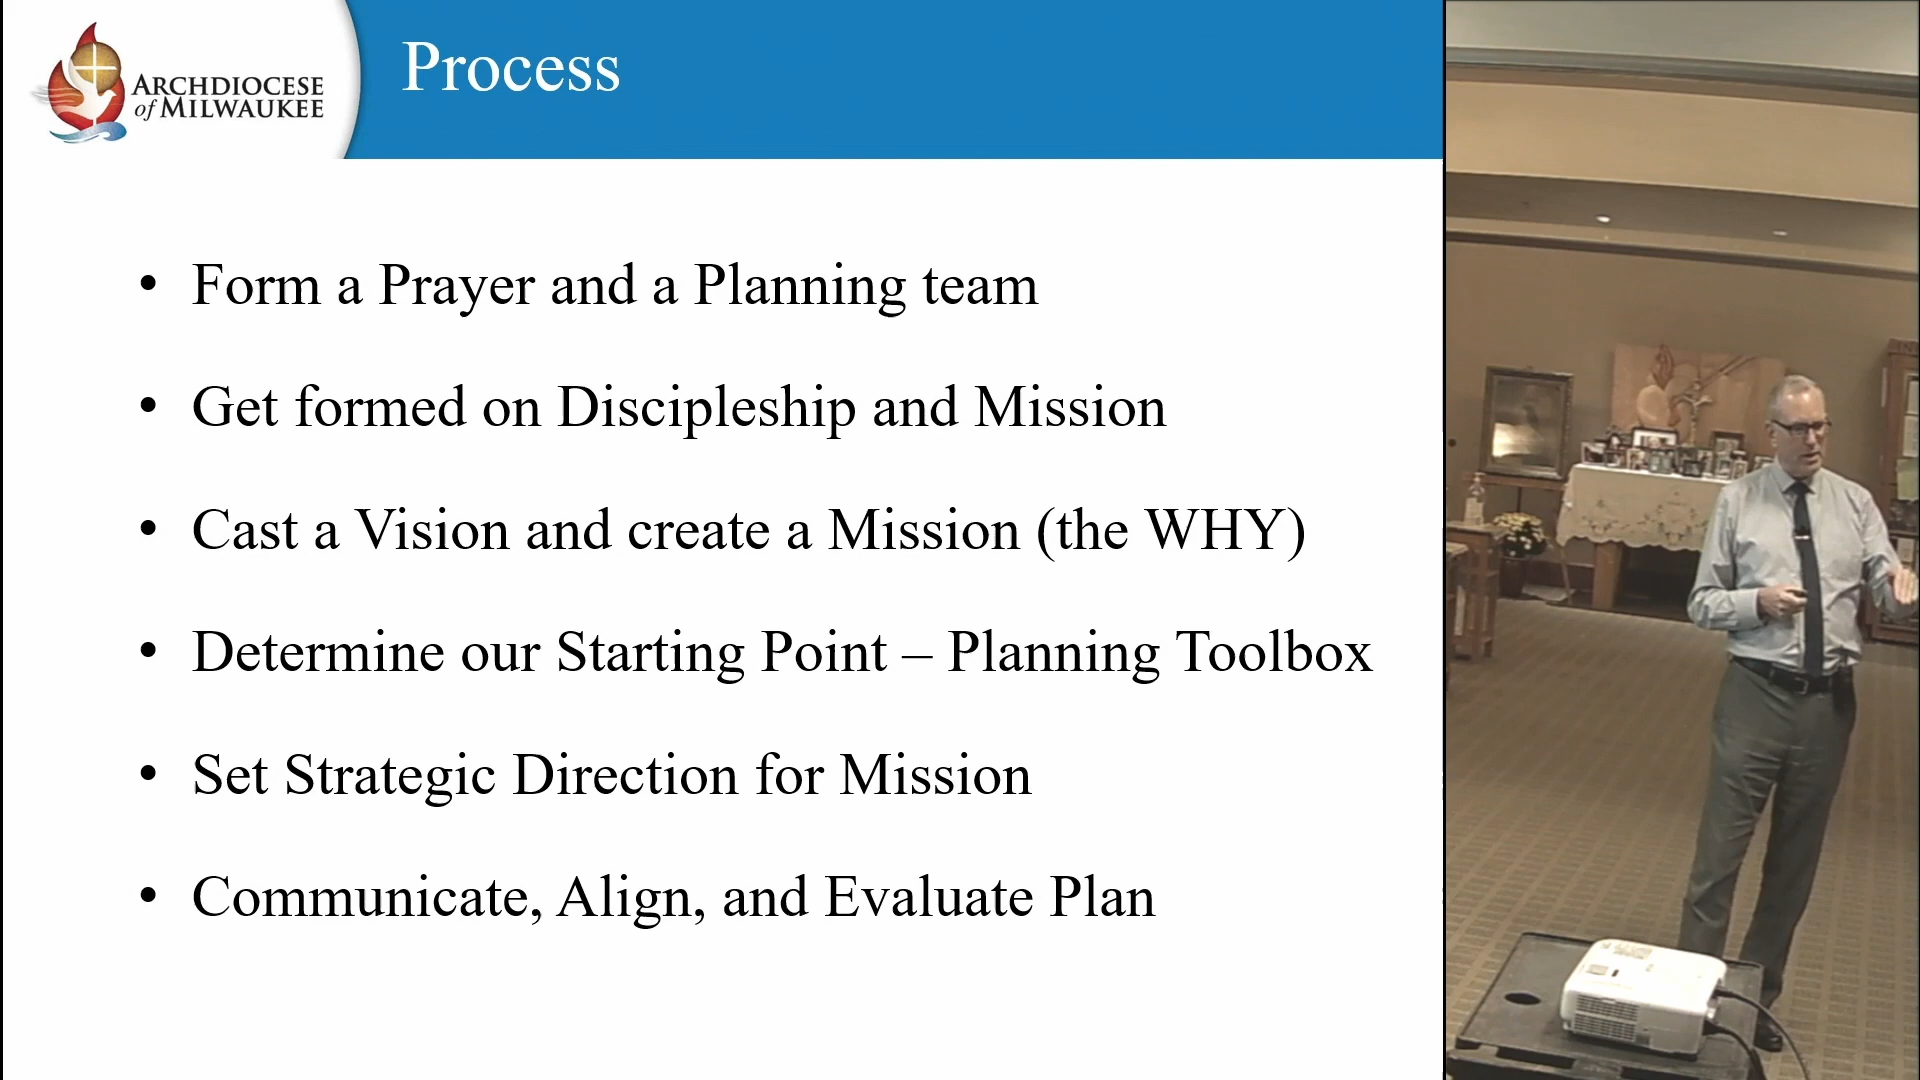 ARCHDIOCESE
of MILWAUKEE
Process
• Form a Prayer and a Planning team
• Get formed on Discipleship and Mission
• Cast a Vision and create a Mission (the WHY)
• Determine our Starting Point – Planning Toolbox
• Set Strategic Direction for Mission
• Communicate, Align, and Evaluate Plan